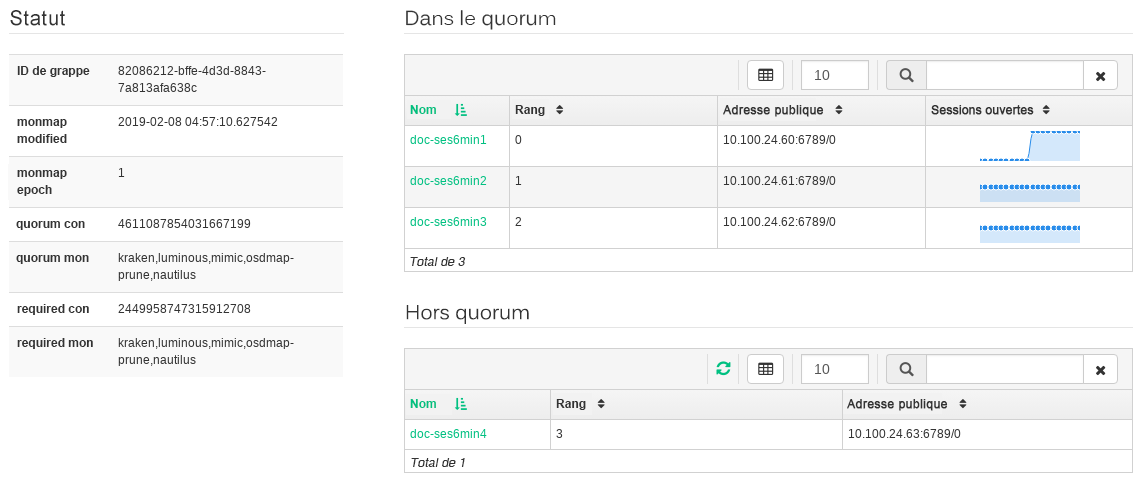 Statut
ID de grappe 82086212-bffe-4d3d-8843-
7a813afa638c
monmap 2019-02-08 04:57:10.627542
modified
monmap 1
epoch
quorum con 4611087854031667199
quorum mon kraken,luminous,mimic,osdmap-
prune,nautilus
required con 2449958747315912708
required mon kraken,luminous,mimic,osdmap-
prune,nautilus
Dans le quorum
10
Nom Rang Adresse publique Sessions ouvertes
doc-ses6min1 0 10.100.24.60:6789/0
doc-ses6min2 1 10.100.24.61:6789/0
doc-ses6min3 2 10.100.24.62:6789/0
Total de 3
Hors quorum
10
Nom Rang Adresse publique
doc-ses6min4 3 10.100.24.63:6789/0
Total de 1